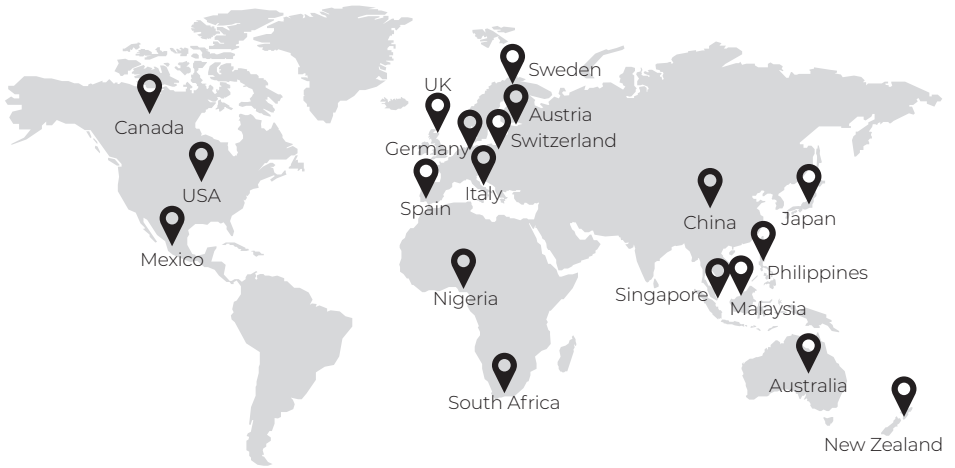 Sweden
UK
Austria
Canada
Switzerland
Germany
USA
Italy
Spain
China
Japan
Mexico
Philippines
Singapore
Nigeria
Malaysia
Australia
South Africa
New Zealand